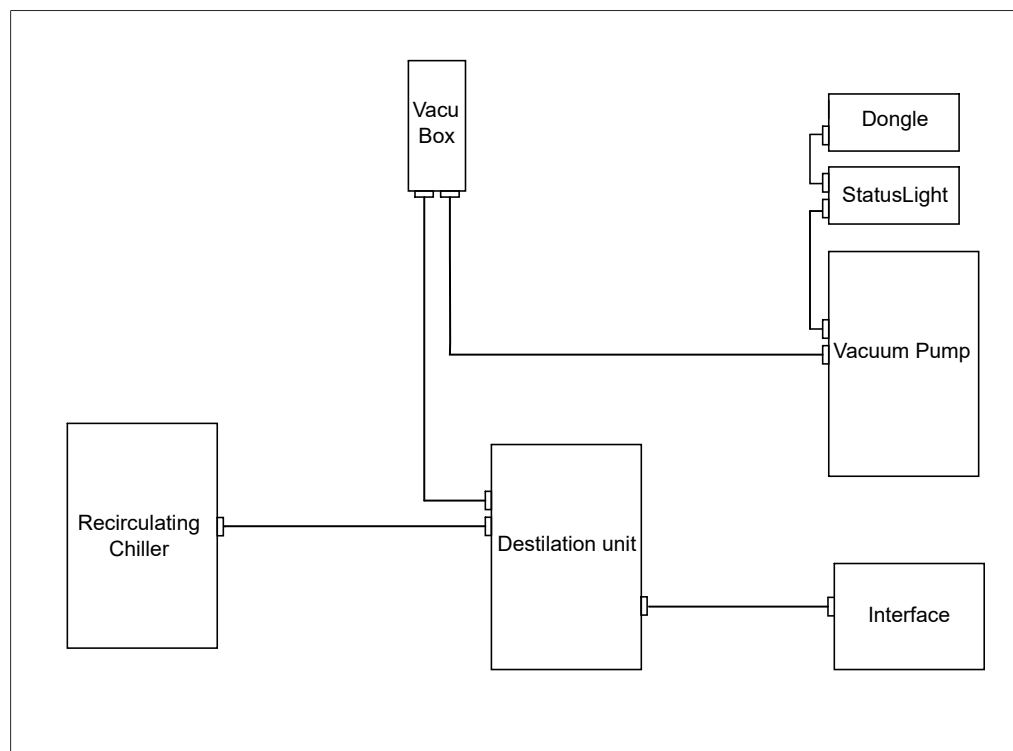 Vacu
Box
Dongle
StatusLight
Vacuum Pump
Recirculating
Chiller
Destilation unit
Interface